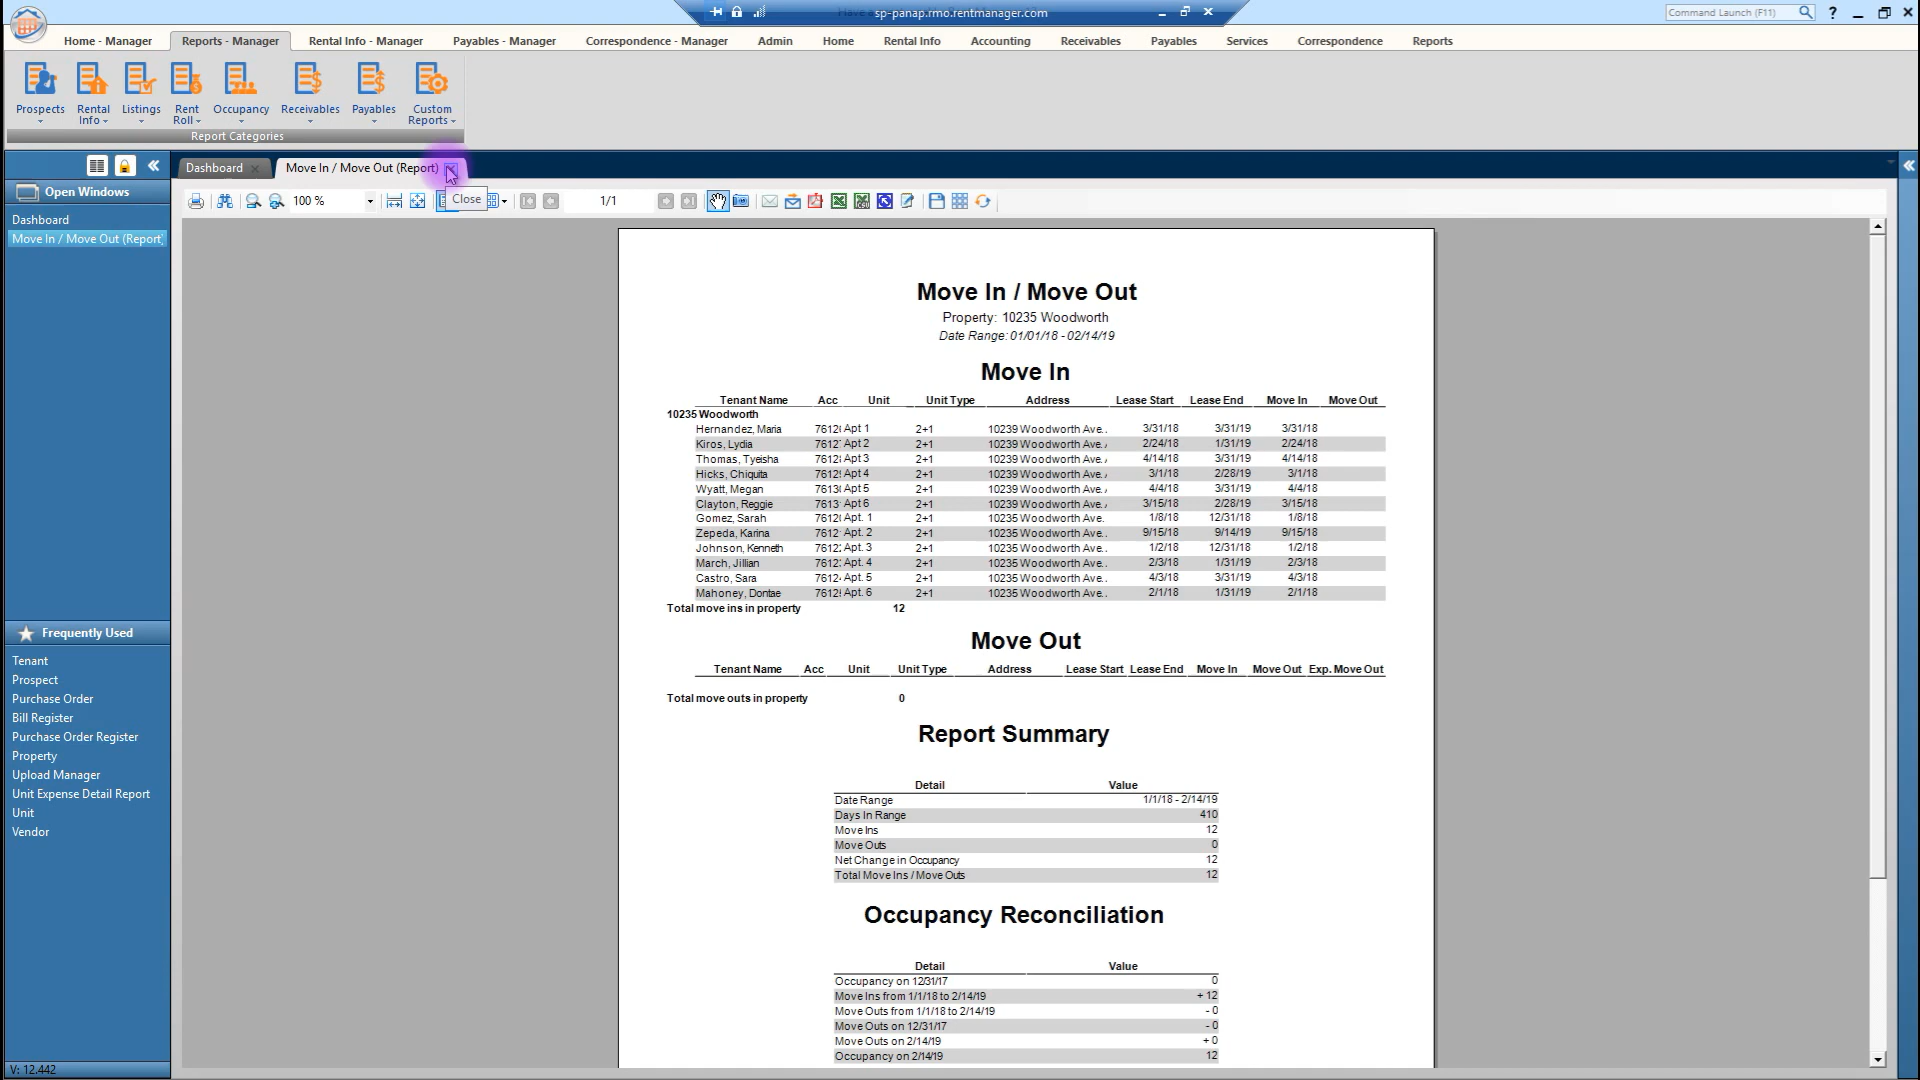 sp-panap.rmo.rentmanager.com
Command Launch (F11)
?
Home - Manager Reports - Manager Rental Info - Manager Payables - Manager Correspondence - Manager Admin Home Rental Info Accounting Receivables Payables Services Correspondence Reports
Prospects Rental Info Listings Rent Roll Occupancy Receivables Payables Custom Reports
Report Categories
Dashboard Move In / Move Out (Report)
Open Windows
100 % 1/1
Close
Dashboard
Move In / Move Out (Report)
Move In / Move Out
Property: 10235 Woodworth
Date Range: 01/01/18 - 02/14/19
Move In
Tenant Name Acc Unit Unit Type Address Lease Start Lease End Move In Move Out
10235 Woodworth
Hernandez, Maria Apt 1 2+1 10239 Woodworth Ave.. 3/31/18 3/31/19 3/31/18
Kiros, Lydia Apt 2 2+1 10239 Woodworth Ave. 2/24/18 1/31/19 2/24/18
Thomas, Tyeisha Apt 3 2+1 10239 Woodworth Ave. 4/14/18 3/31/19 4/14/18
Hicks, Chiquita Apt 4 2+1 10239 Woodworth Ave. 3/1/18 2/28/19 3/1/18
Wyatt, Megan Apt 5 2+1 10239 Woodworth Ave. 4/4/18 3/31/19 4/4/18
Clayton, Reggie Apt 6 2+1 10239 Woodworth Ave. 3/15/18 2/28/19 3/15/18
Gomez, Sarah Apt. 1 2+1 10235 Woodworth Ave. 1/8/18 12/31/18 1/8/18
Zepeda, Karina Apt. 2 2+1 10235 Woodworth Ave.. 9/15/18 9/14/19 9/15/18
Johnson, Kenneth Apt. 3 2+1 10235 Woodworth Ave.. 1/2/18 12/31/18 1/2/18
March, Jillian Apt. 4 2+1 10235 Woodworth Ave.. 2/3/18 1/31/19 2/3/18
Castro, Sara Apt. 5 2+1 10235 Woodworth Ave.. 4/3/18 3/31/19 4/3/18
Mahoney, Dontae Apt. 6 2+1 10235 Woodworth Ave.. 2/1/18 1/31/19 2/1/18
Total move ins in property 12
Move Out
Tenant Name Acc Unit Unit Type Address Lease Start Lease End Move In Move Out Exp. Move Out
Total move outs in property 0
Report Summary
Detail Value
Date Range 1/1/18 - 2/14/19
Days In Range 410
Move Ins 12
Move Outs 0
Net Change in Occupancy 12
Total Move Ins / Move Outs 12
Occupancy Reconciliation
Detail Value
Occupancy on 12/31/17 0
Move Ins from 1/1/18 to 2/14/19 + 12
Move Outs from 1/1/18 to 2/14/19 - 0
Move Outs on 12/31/17 - 0
Move Outs on 2/14/19 + 0
Occupancy on 2/14/19 12
Frequently Used
Tenant
Prospect
Purchase Order
Bill Register
Purchase Order Register
Property
Upload Manager
Unit Expense Detail Report
Unit
Vendor
V: 12.442